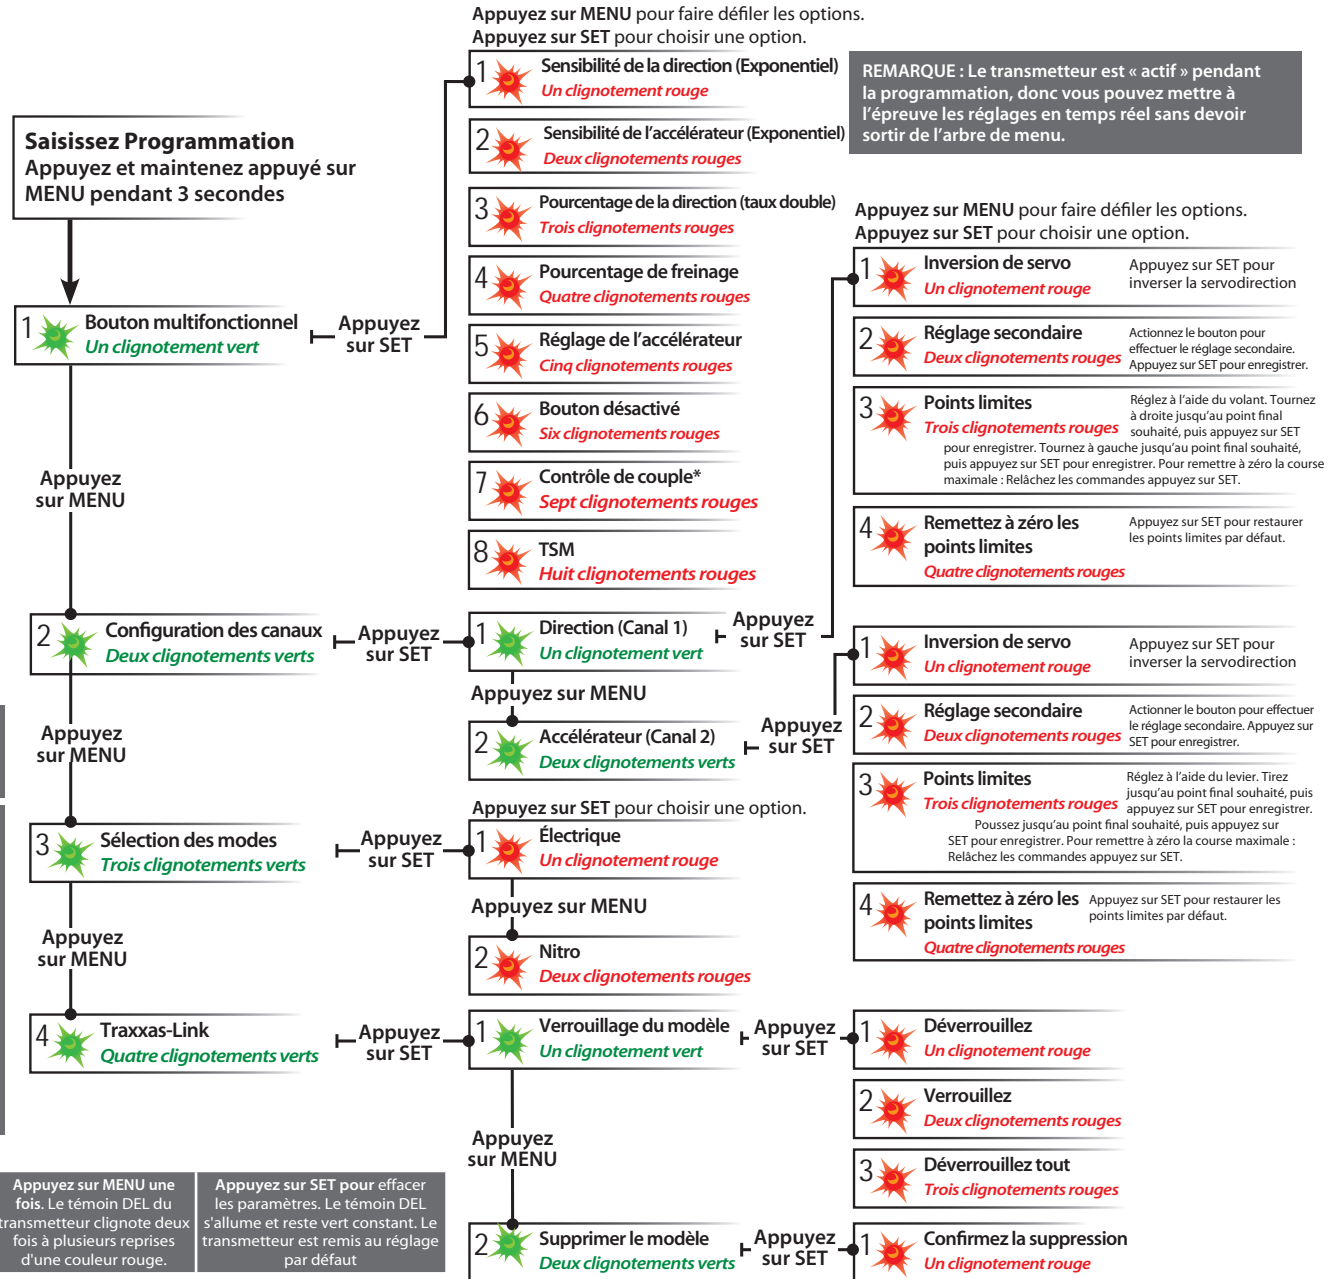 Appuyez sur MENU pour faire défiler les options.
Appuyez sur SET pour choisir une option.
Saisissez Programmation
Appuyez et maintenez appuyé sur
MENU pendant 3 secondes
1 Bouton multifonctionnel
Un clignotement vert
Appuyez
sur SET
1 Sensibilité de la direction (Exponentiel)
Un clignotement rouge
2 Sensibilité de l’accélérateur (Exponentiel)
Deux clignotements rouges
3 Pourcentage de la direction (taux double)
Trois clignotements rouges
4 Pourcentage de freinage
Quatre clignotements rouges
5 Réglage de l’accélérateur
Cinq clignotements rouges
6 Bouton désactivé
Six clignotements rouges
7 Contrôle de couple*
Sept clignotements rouges
8 TSM
Huit clignotements rouges
REMARQUE : Le transmetteur est « actif » pendant
la programmation, donc vous pouvez mettre à
l’épreuve les réglages en temps réel sans devoir
sortir de l’arbre de menu.
Appuyez
sur MENU
2 Configuration des canaux
Deux clignotements verts
Appuyez
sur SET
1 Direction (Canal 1)
Un clignotement vert
Appuyez
sur SET
Appuyez sur MENU pour faire défiler les options.
Appuyez sur SET pour choisir une option.
1 Inversion de servo
Un clignotement rouge
Appuyez sur SET pour
inverser la servodirection
2 Réglage secondaire
Deux clignotements rouges
Actionnez le bouton pour
effectuer le réglage secondaire.
Appuyez sur SET pour enregistrer.
3 Points limites
Trois clignotements rouges
Réglez à l’aide du volant. Tournez
à droite jusqu’au point final
souhaité, puis appuyez sur SET
pour enregistrer. Tournez à gauche jusqu’au point final souhaité,
puis appuyez sur SET pour enregistrer. Pour remettre à zéro la course
maximale : Relâchez les commandes appuyez sur SET.
4 Remettez à zéro les
points limites
Quatre clignotements rouges
Appuyez sur SET pour restaurer
les points limites par défaut.
Appuyez sur MENU
2 Accélérateur (Canal 2)
Deux clignotements verts
Appuyez
sur SET
1 Inversion de servo
Un clignotement rouge
Appuyez sur SET pour
inverser la servodirection
2 Réglage secondaire
Deux clignotements rouges
Actionner le bouton pour effectuer
le réglage secondaire. Appuyez sur
SET pour enregistrer.
3 Points limites
Trois clignotements rouges
Réglez à l’aide du levier. Tirez
jusqu’au point final souhaité, puis
appuyez sur SET pour enregistrer.
Poussez jusqu’au point final souhaité, puis appuyez sur
SET pour enregistrer. Pour remettre à zéro la course maximale :
Relâchez les commandes appuyez sur SET.
4 Remettez à zéro les
points limites
Quatre clignotements rouges
Appuyez sur SET pour restaurer les
points limites par défaut.
Appuyez
sur MENU
3 Sélection des modes
Trois clignotements verts
Appuyez
sur SET
Appuyez sur SET pour choisir une option.
1 Électrique
Un clignotement rouge
Appuyez sur MENU
2 Nitro
Deux clignotements rouges
Appuyez
sur MENU
4 Traxxas-Link
Quatre clignotements verts
Appuyez
sur SET
1 Verrouillage du modèle
Un clignotement vert
Appuyez
sur SET
1 Déverrouillez
Un clignotement rouge
2 Verrouillez
Deux clignotements rouges
3 Déverrouillez tout
Trois clignotements rouges
Appuyez
sur MENU
2 Supprimer le modèle
Deux clignotements verts
Appuyez
sur SET
1 Confirmez la suppression
Un clignotement rouge
Appuyez sur MENU une
fois. Le témoin DEL du
transmetteur clignote deux
fois à plusieurs reprises
d'une couleur rouge.
Appuyez sur SET pour effacer
les paramètres. Le témoin DEL
s'allume et reste vert constant. Le
transmetteur est remis au réglage
par défaut